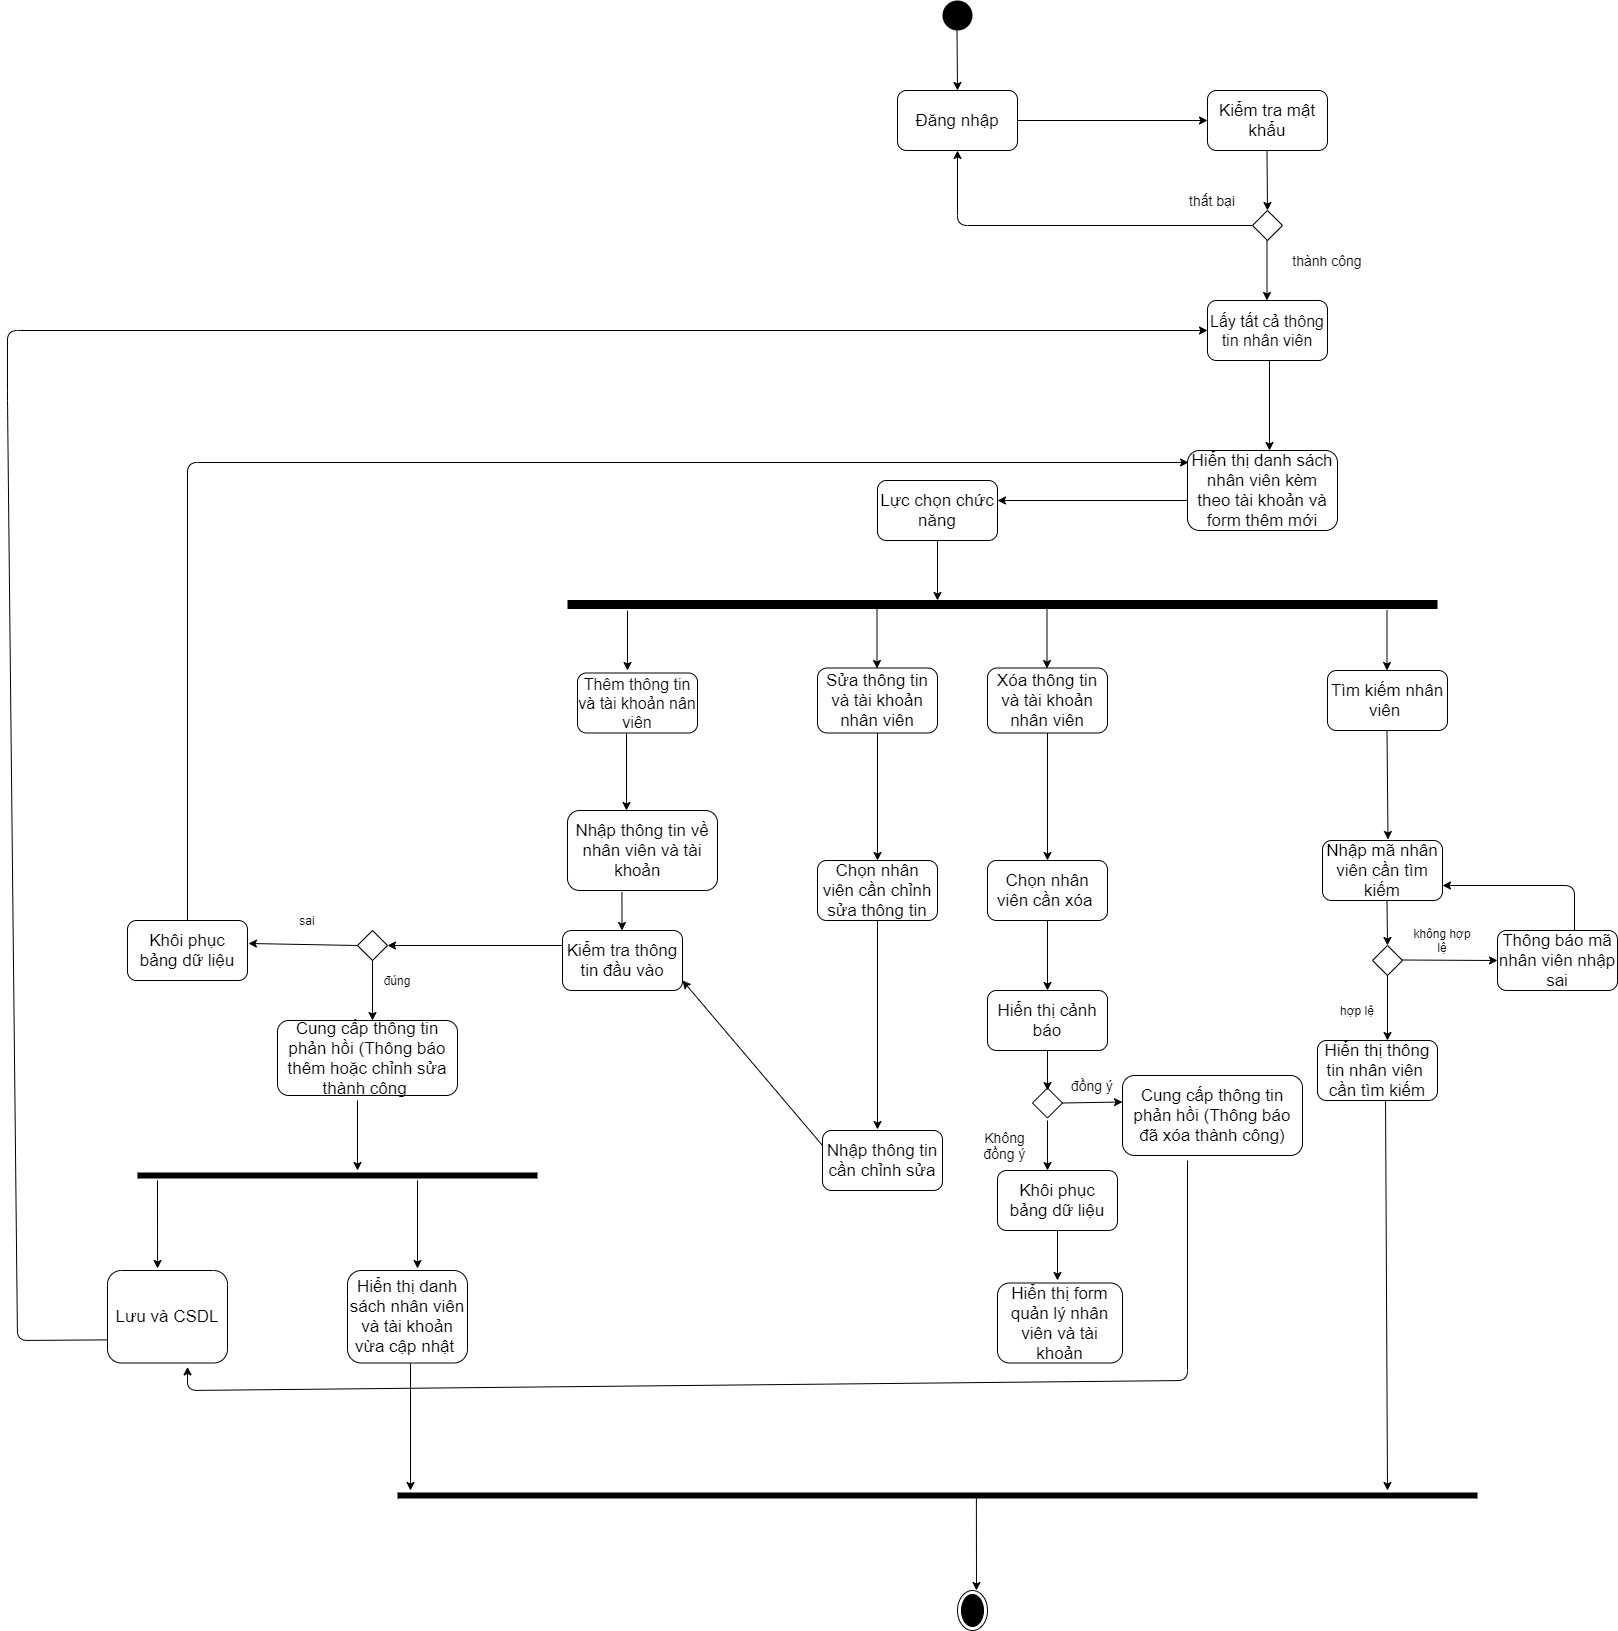 Đăng nhập
Kiểm tra mật
khẩu
thất bại
thành công
Lấy tất cả thông
tin nhân viên
Hiển thị danh sách
nhân viên kèm
theo tài khoản và
form thêm mới
Lực chọn chức
năng
Thêm thông tin
và tài khoản nân
viên
Sửa thông tin
và tài khoản
nhân viên
Xóa thông tin
và tài khoản
nhân viên
Tìm kiếm nhân
viên
Nhập thông tin về
nhân viên và tài
khoản
Chọn nhân
viên cần chỉnh
sửa thông tin
Chọn nhân
viên cần xóa
Nhập mã nhân
viên cần tìm
kiếm
không hợp
lệ
Thông báo mã
nhân viên nhập
sai
hợp lệ
Khôi phục
bảng dữ liệu
sai
đúng
Kiểm tra thông
tin đầu vào
Hiển thị cảnh
báo
Hiển thị thông
tin nhân viên
cần tìm kiếm
Cung cấp thông tin
phản hồi (Thông báo
thêm hoặc chỉnh sửa
thành công
đồng ý
Cung cấp thông tin
phản hồi (Thông báo
đã xóa thành công)
Không
đồng ý
Nhập thông tin
cần chỉnh sửa
Khôi phục
bảng dữ liệu
Lưu và CSDL
Hiển thị danh
sách nhân viên
và tài khoản
vừa cập nhật
Hiển thị form
quản lý nhân
viên và tài
khoản